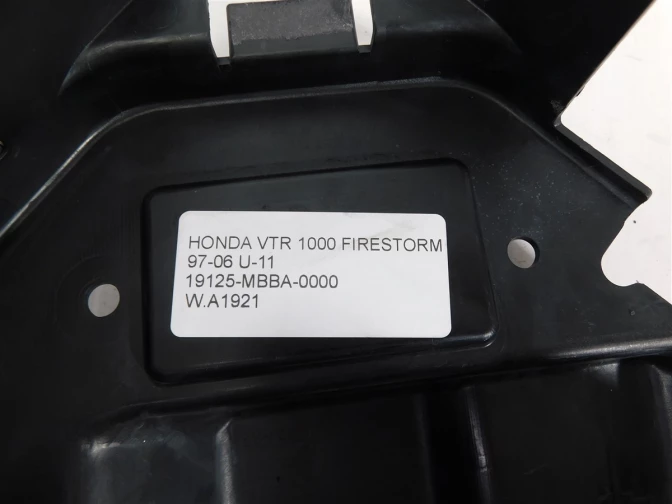 HONDA VTR 1000 FIRESTORM
97-06 U-11
19125-MBBA-0000
W.A1921